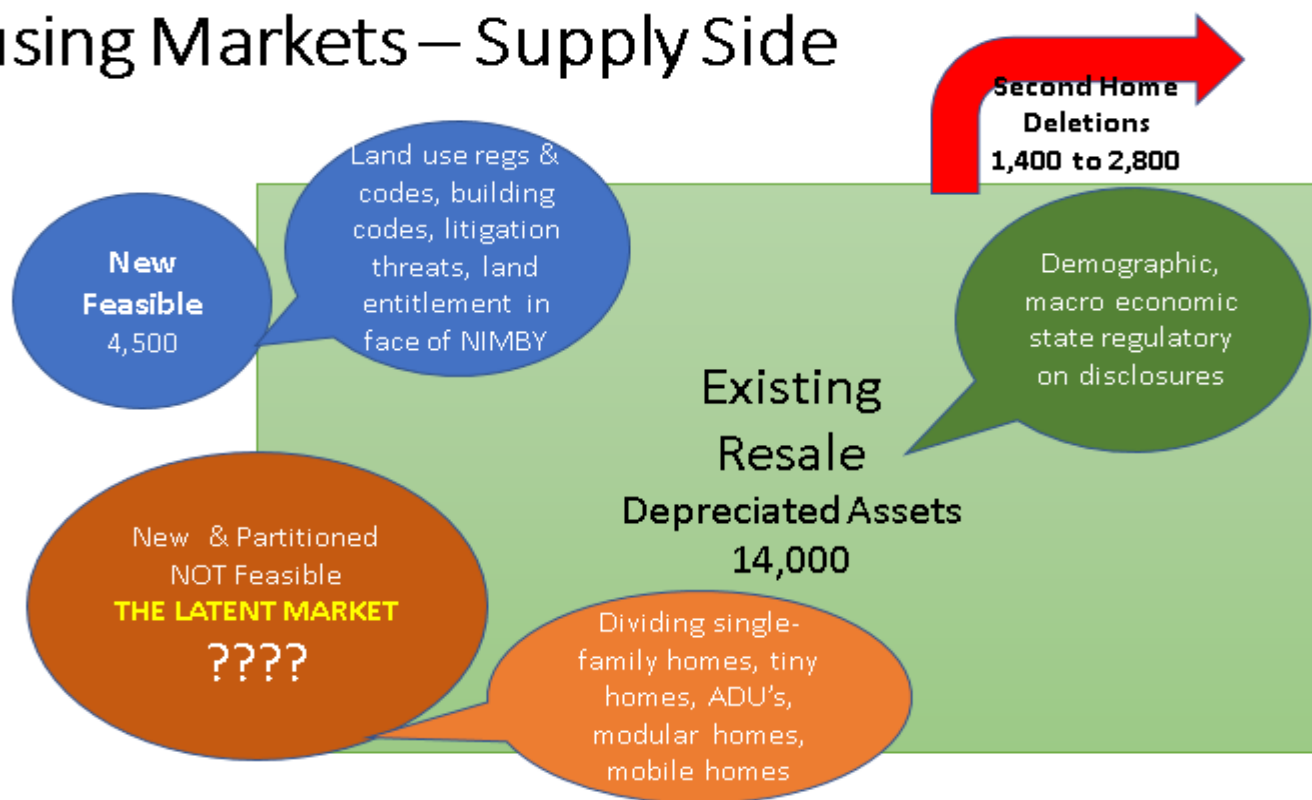 using Markets – Supply Side
Second Home
Deletions
1,400 to 2,800
Land use regs &
codes, building
codes, litigation
threats, land
entitlement in
face of NIMBY
New
Feasible
4,500
Demographic,
macro economic
state regulatory
on disclosures
Existing
Resale
Depreciated Assets
14,000
New & Partitioned
NOT Feasible
THE LATENT MARKET
????
Dividing single-
family homes, tiny
homes, ADU's,
modular homes,
mobile homes